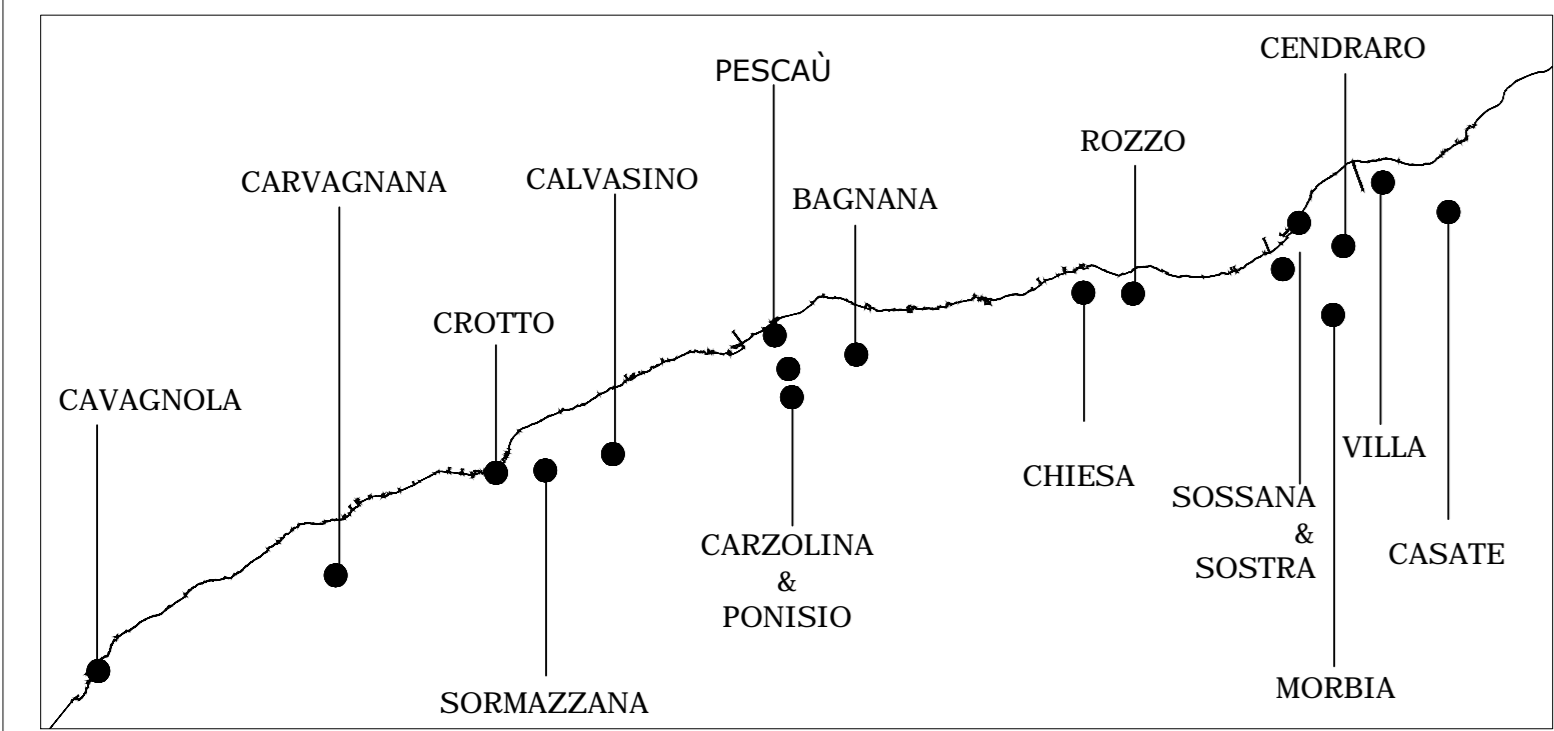 CENDRARO
PESCAÙ
ROZZO
CARVAGNANA
CALVASINO
BAGNANA
CROTTO
CAVAGNOLA
VILLA
CHIESA
SOSSANA
&
SOSTRA
CASATE
CARZOLINA
&
PONISIO
MORBIA
SORMAZZANA